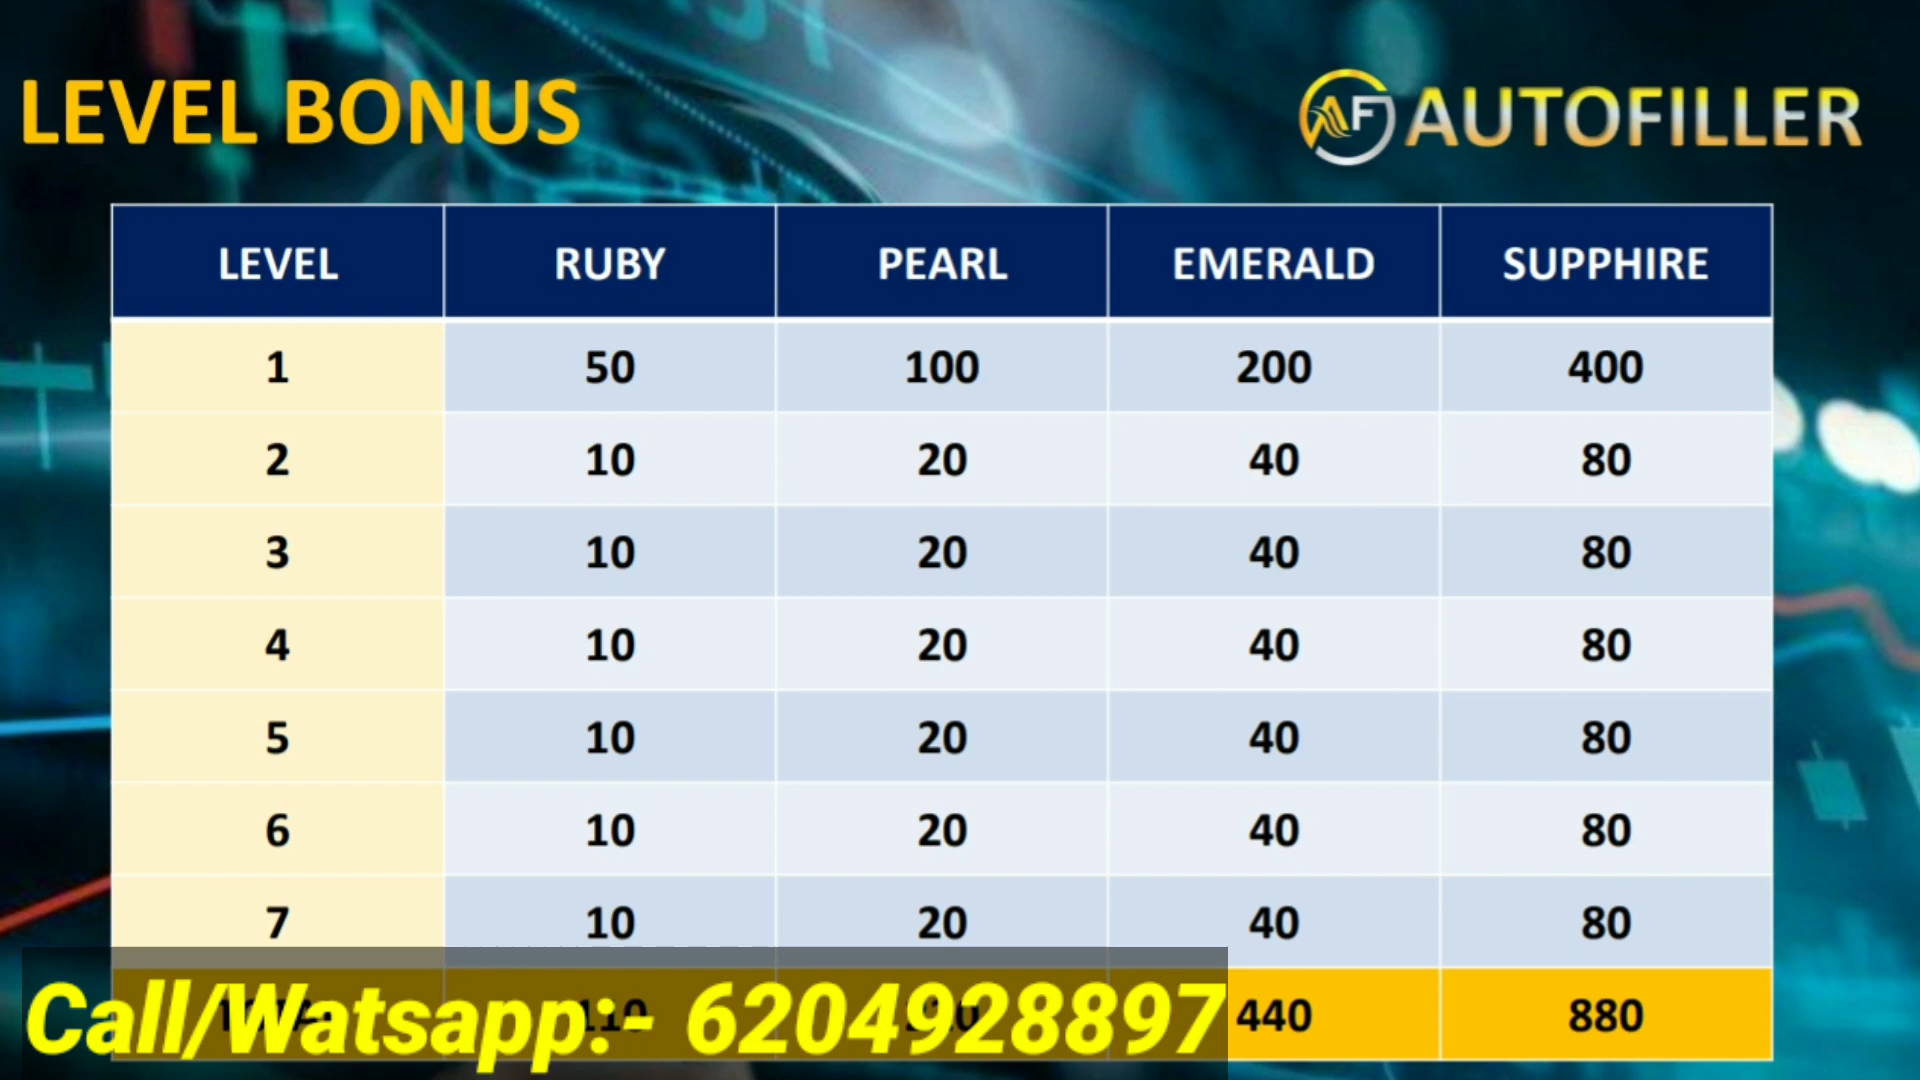 LEVEL BONUS
AF AUTOFILLER
LEVEL RUBY PEARL EMERALD SUPPHIRE
1 50 100 200 400
2 10 20 40 80
3 10 20 40 80
4 10 20 40 80
5 10 20 40 80
6 10 20 40 80
7 10 20 40 80
110 440 880
Call/Watsapp:- 6204928897